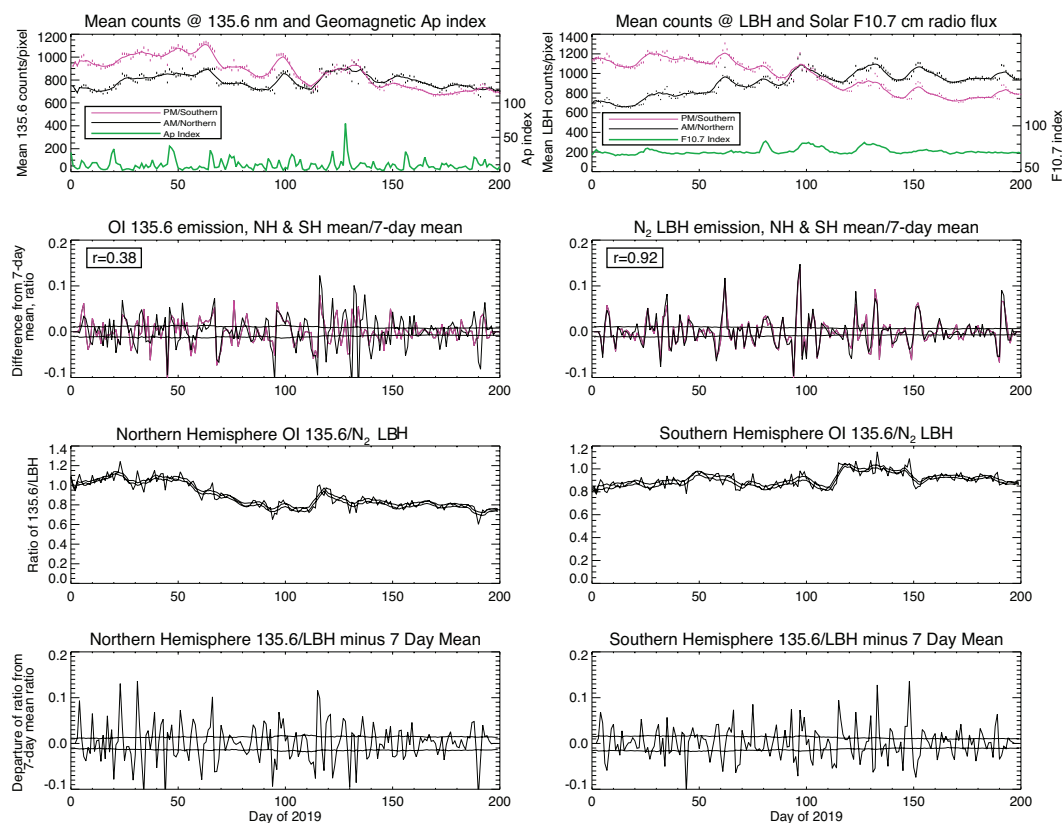 Mean counts @ 135.6 nm and Geomagnetic Ap index
Mean 135.6 counts/pixel
1200
1000
800
600
400
200
0
PM/Southern
AM/Northern
Ap Index
100
50
0
Ap index
0 50 100 150 200
Mean counts @ LBH and Solar F10.7 cm radio flux
Mean LBH counts/pixel
1400
1200
1000
800
600
400
200
0
PM/Southern
AM/Northern
F10.7 Index
100
50
F10.7 index
0 50 100 150 200
OI 135.6 emission, NH & SH mean/7-day mean
Difference from 7-day
mean, ratio
0.2
0.1
0.0
-0.1
r=0.38
0 50 100 150 200
N2 LBH emission, NH & SH mean/7-day mean
0.2
0.1
0.0
-0.1
r=0.92
0 50 100 150 200
Northern Hemisphere OI 135.6/N2 LBH
Ratio of 135.6/LBH
1.4
1.2
1.0
0.8
0.6
0.4
0.2
0.0
0 50 100 150 200
Southern Hemisphere OI 135.6/N2 LBH
1.2
1.0
0.8
0.6
0.4
0.2
0.0
0 50 100 150 200
Northern Hemisphere 135.6/LBH minus 7 Day Mean
Departure of ratio from
7-day mean ratio
0.2
0.1
0.0
-0.1
0 50 100 150 200
Day of 2019
Southern Hemisphere 135.6/LBH minus 7 Day Mean
0.2
0.1
0.0
-0.1
0 50 100 150 200
Day of 2019